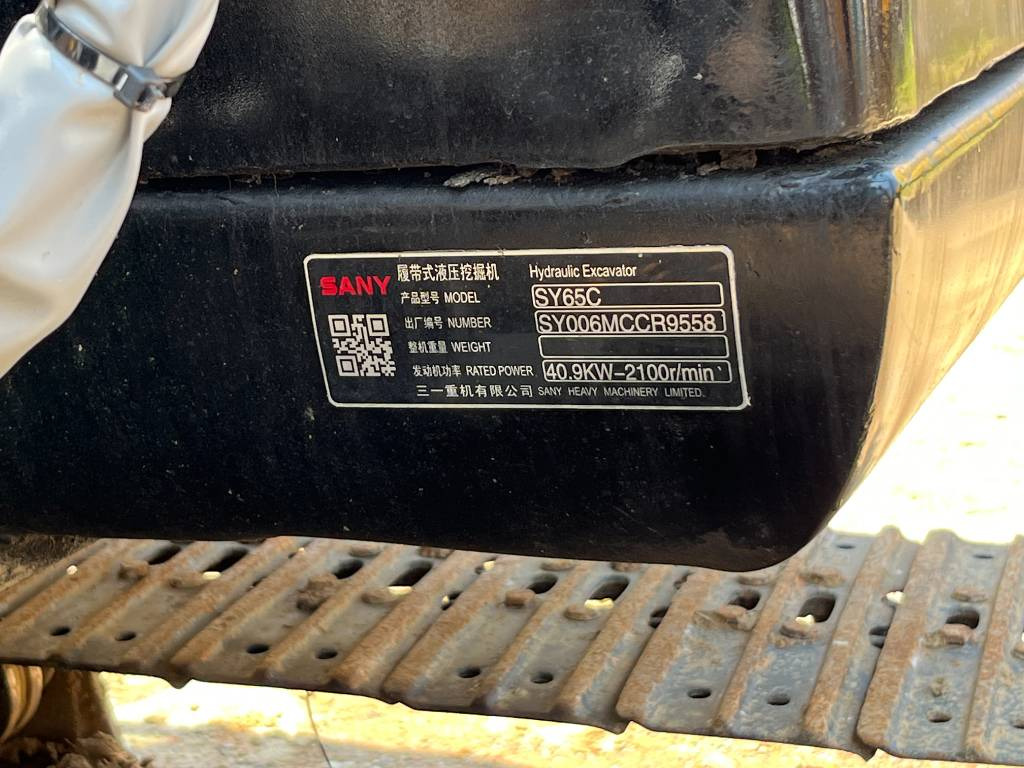 SANY 履带式液压挖掘机 Hydraulic Excavator
产品型号 MODEL SY65C
出厂编号 NUMBER SY006MCCR9558
整机重量 WEIGHT
发动机功率 RATED POWER 40.9KW-2100r/min
三一重机有限公司 SANY HEAVY MACHINERY LIMITED.